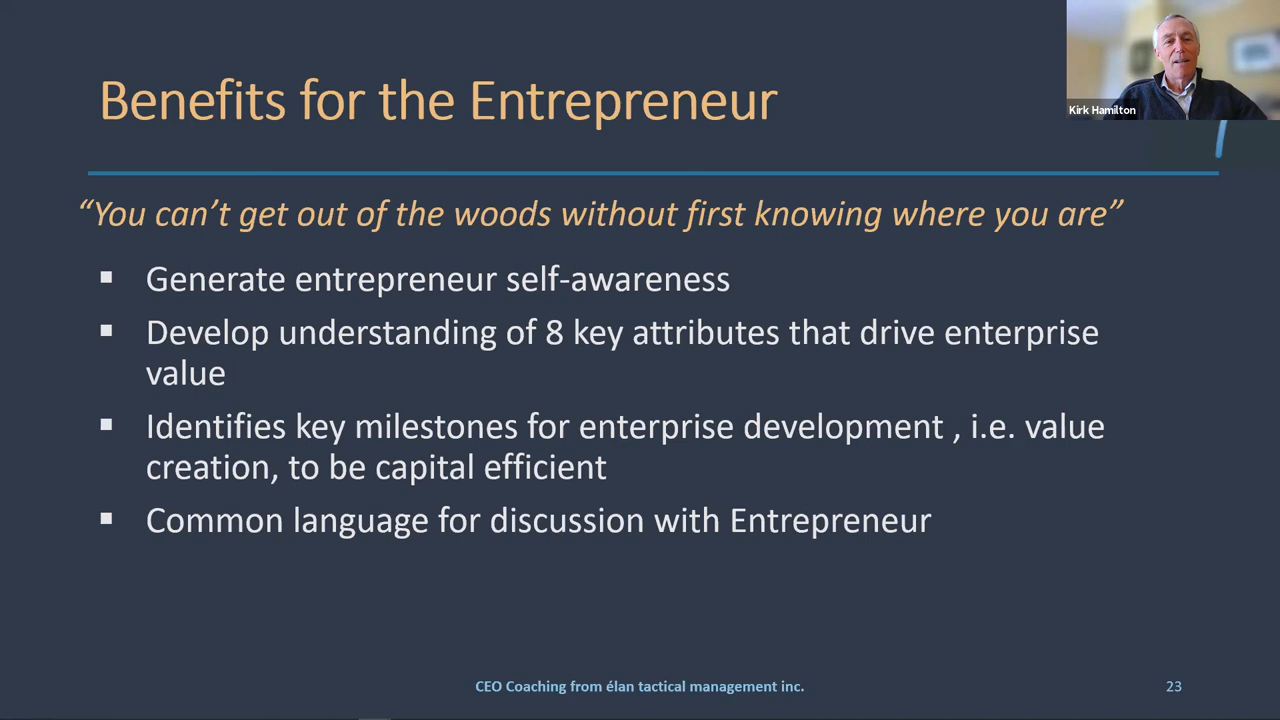 Benefits for the Entrepreneur
Kirk Hamilton
“You can’t get out of the woods without first knowing where you are”
▪ Generate entrepreneur self-awareness
▪ Develop understanding of 8 key attributes that drive enterprise
value
▪ Identifies key milestones for enterprise development , i.e. value
creation, to be capital efficient
▪ Common language for discussion with Entrepreneur
CEO Coaching from élan tactical management inc.
23